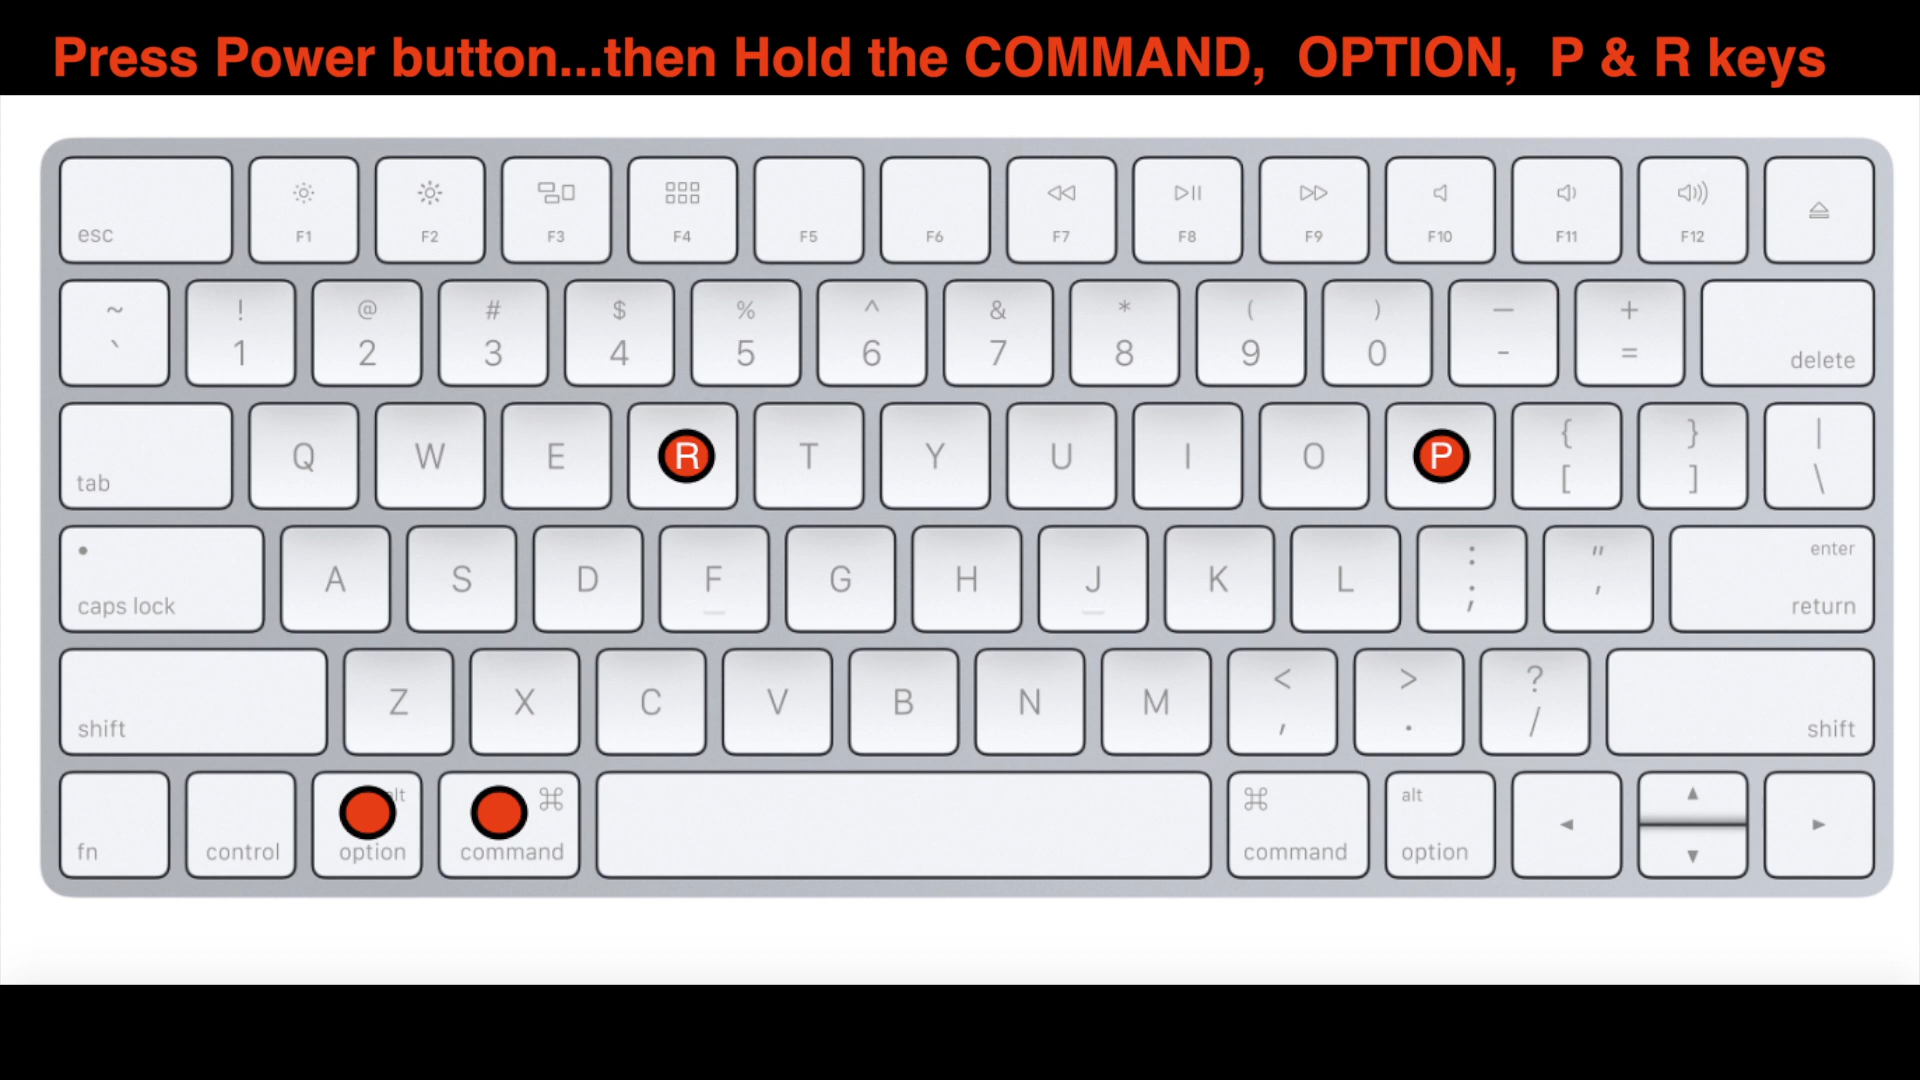 Press Power button...then Hold the COMMAND, OPTION, P & R keys
esc F1 F2 F3 F4 F5 F6 F7 F8 F9 F10 F11 F12
~ ! @ # $ % ^ & * ( ) — +
` 1 2 3 4 5 6 7 8 9 0 - = delete
tab Q W E R T Y U I O P { [ } ] | \
caps lock A S D F G H J K L : ; " ' enter return
shift Z X C V B N M < , > . ? / shift
alt ⌘ ⌘ alt
fn control option command command option ◀ ▲ ▼ ▶